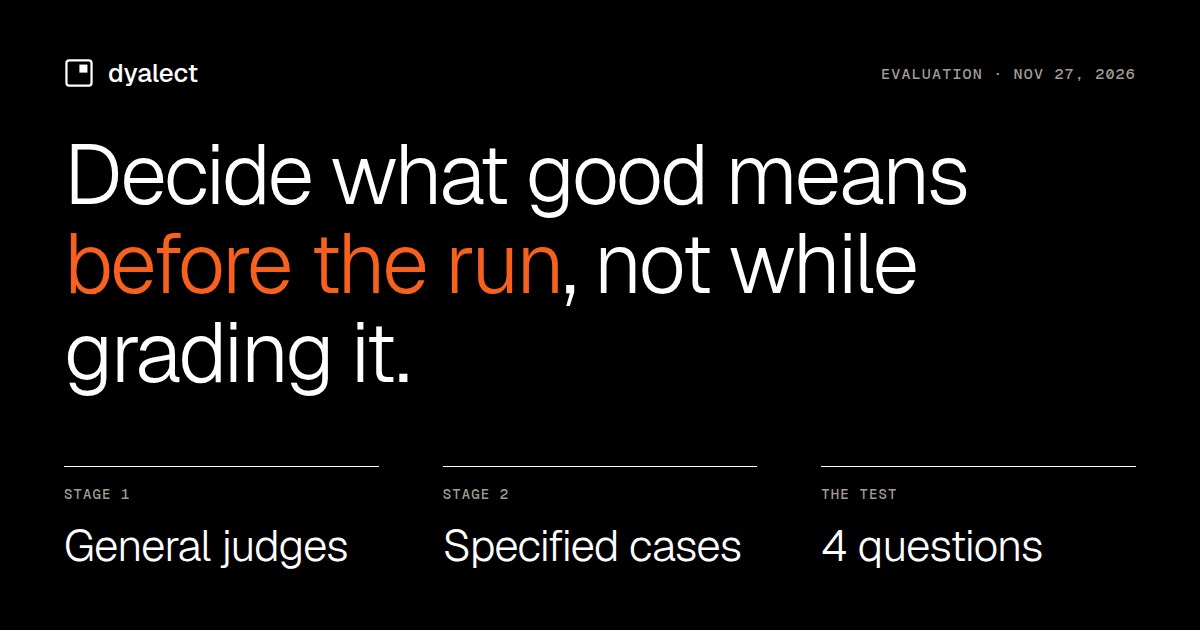 dyalect
EVALUATION · NOV 27, 2026
Decide what good means
before the run, not while
grading it.
STAGE 1
General judges
STAGE 2
Specified cases
THE TEST
4 questions